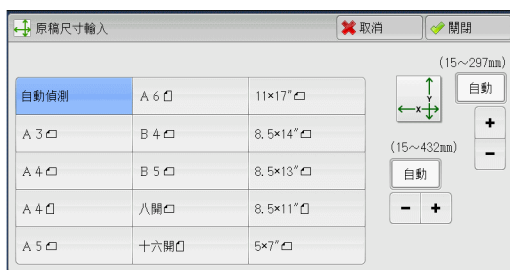 原稿尺寸輸入
取消
關閉
自動偵測
A3
A4
A4
A5
A6
B4
B5
八開
十六開
11×17"
8.5×14"
8.5×13"
8.5×11"
5×7"
(15～297mm)
自動
Y
X
+
-
(15～432mm)
自動
- +